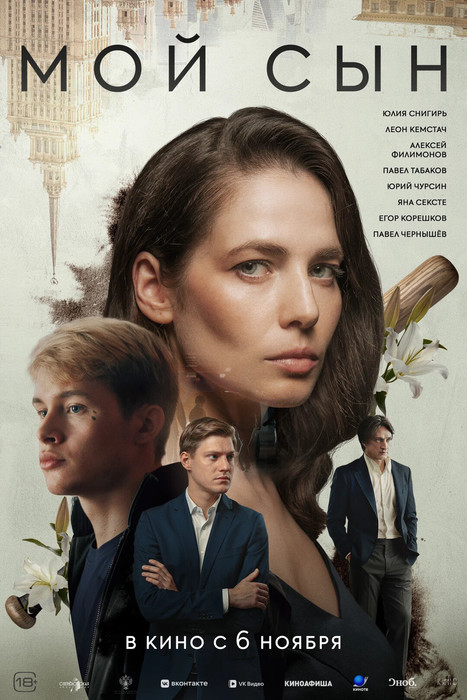 МОЙ СЫН
ЮЛИЯ СНИГИРЬ
ЛЕОН КЕМСТАЧ
АЛЕКСЕЙ
ФИЛИМОНОВ
ПАВЕЛ ТАБАКОВ
ЮРИЙ ЧУРСИН
ЯНА СЕКСТЕ
ЕГОР КОРЕШКОВ
ПАВЕЛ ЧЕРНЫШЁВ
В КИНО С 6 НОЯБРЯ
18+ ВКОНТАКТЕ VK Видео КИНОАФИША КИНОТВ Сноб.